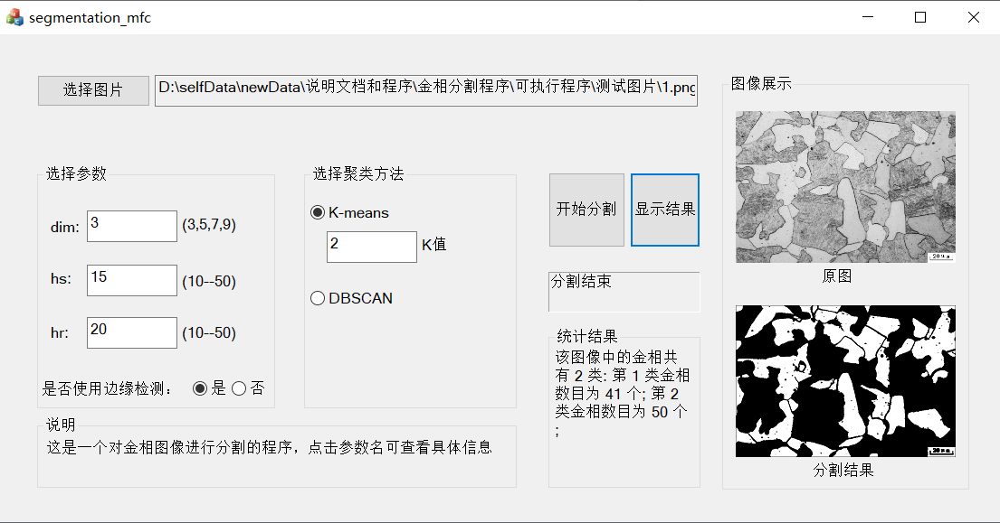 segmentation_mfc
选择图片
D:\selfData\newData\说明文档和程序\金相分割程序\可执行程序\测试图片\1.png
选择参数
dim: 3 (3,5,7,9)
hs: 15 (10--50)
hr: 20 (10--50)
是否使用边缘检测： 是 否
选择聚类方法
K-means
2 K值
DBSCAN
开始分割
显示结果
分割结束
统计结果
该图像中的金相共
有 2 类: 第 1 类金相
数目为 41 个; 第 2
类金相数目为 50 个
;
说明
这是一个对金相图像进行分割的程序，点击参数名可查看具体信息
图像展示
原图
分割结果